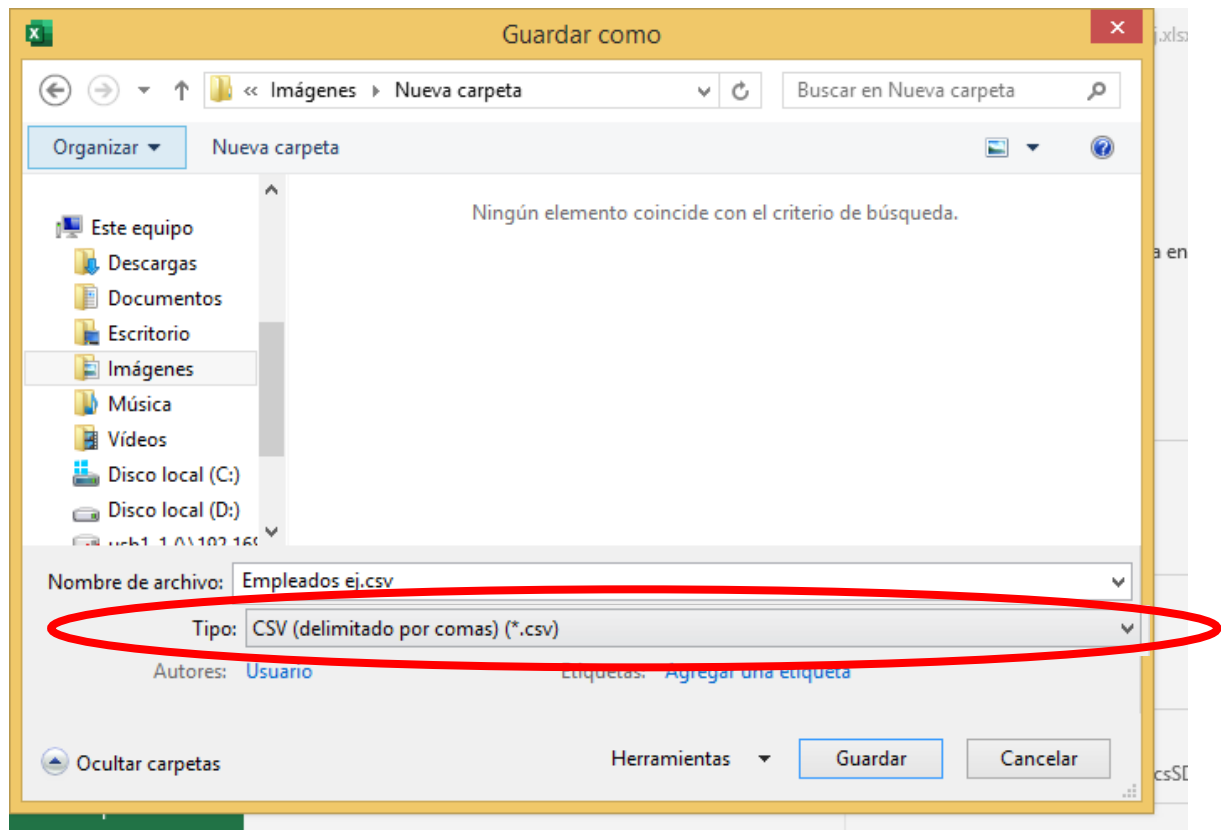 Guardar como
j.xls
« Imágenes Nueva carpeta
Buscar en Nueva carpeta
Organizar
Nueva carpeta
Ningún elemento coincide con el criterio de búsqueda.
Este equipo
Descargas
Documentos
Escritorio
Imágenes
Música
Vídeos
Disco local (C:)
Disco local (D:)
a en
Nombre de archivo: Empleados ej.csv
Tipo: CSV (delimitado por comas) (*.csv)
Autores: Usuario
Etiquetas: Agregar una etiqueta
Ocultar carpetas
Herramientas
Guardar
Cancelar